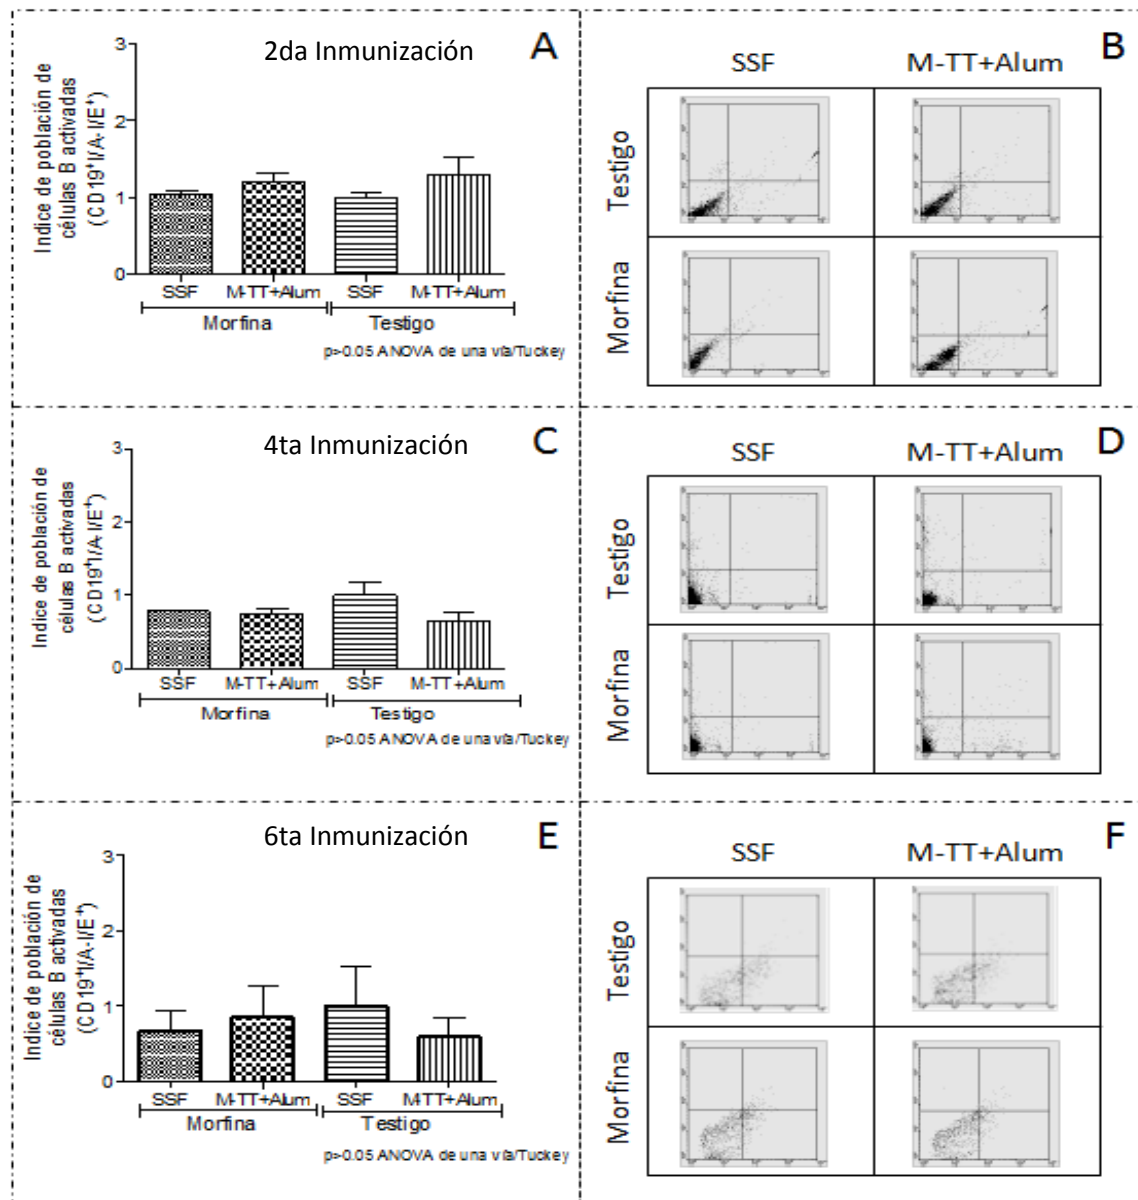 2da Inmunización
A
Indice de población de
células B activadas
(CD19⁺I/A-I/E⁺)
3
2
1
0
SSF
M-TT+Alum
SSF
M-TT+Alum
Morfina
Testigo
p>0.05 ANOVA de una vía/Tuckey
B
SSF
M-TT+Alum
Testigo
Morfina
4ta Inmunización
C
Indice de población de
células B activadas
(CD19⁺I/A-I/E⁺)
3
2
1
0
SSF
M-TT+Alum
SSF
M-TT+Alum
Morfina
Testigo
p>0.05 ANOVA de una vía/Tuckey
D
SSF
M-TT+Alum
Testigo
Morfina
6ta Inmunización
E
Indice de población de
células B activadas
(CD19⁺I/A-I/E⁺)
3
2
1
0
SSF
M-TT+Alum
SSF
M-TT+Alum
Morfina
Testigo
p>0.05 ANOVA de una vía/Tuckey
F
SSF
M-TT+Alum
Testigo
Morfina